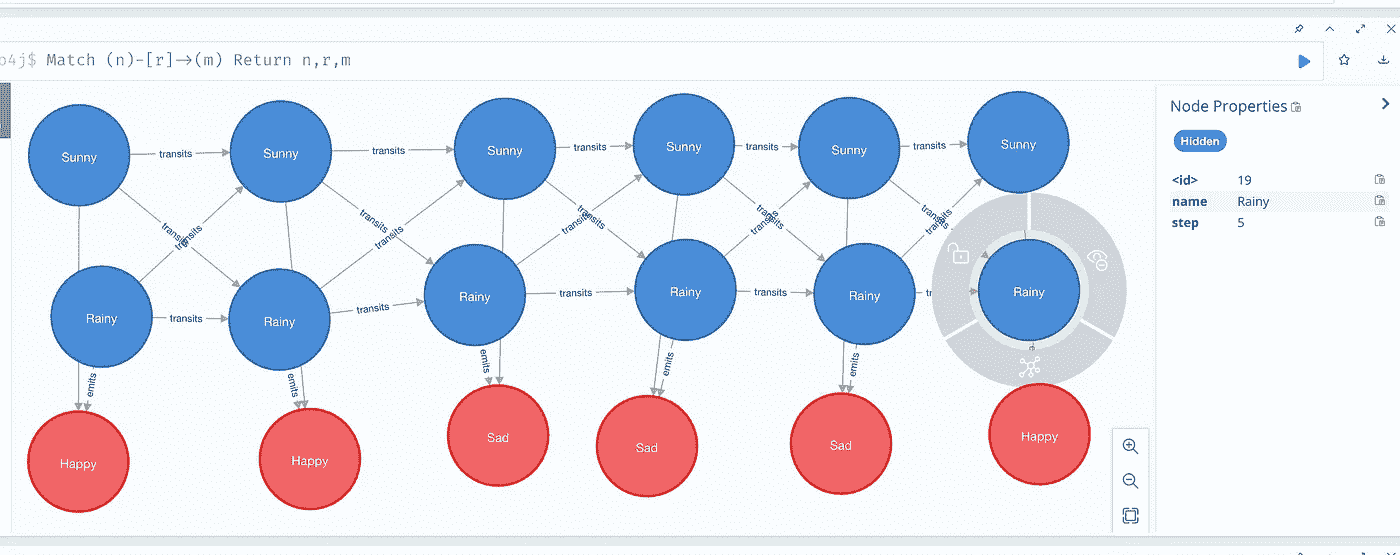 o4j$ Match (n)-[r]->(m) Return n,r,m
Node Properties
Hidden
<id> 19
name Rainy
step 5
Sunny transits Sunny transits Sunny transits Sunny transits Sunny transits Sunny
transits transits transits transits transits
transits transits transits transits transits
Rainy transits Rainy transits Rainy transits Rainy transits Rainy tr Rainy
emits emits emits emits emits
Happy Happy Sad Sad Sad Happy